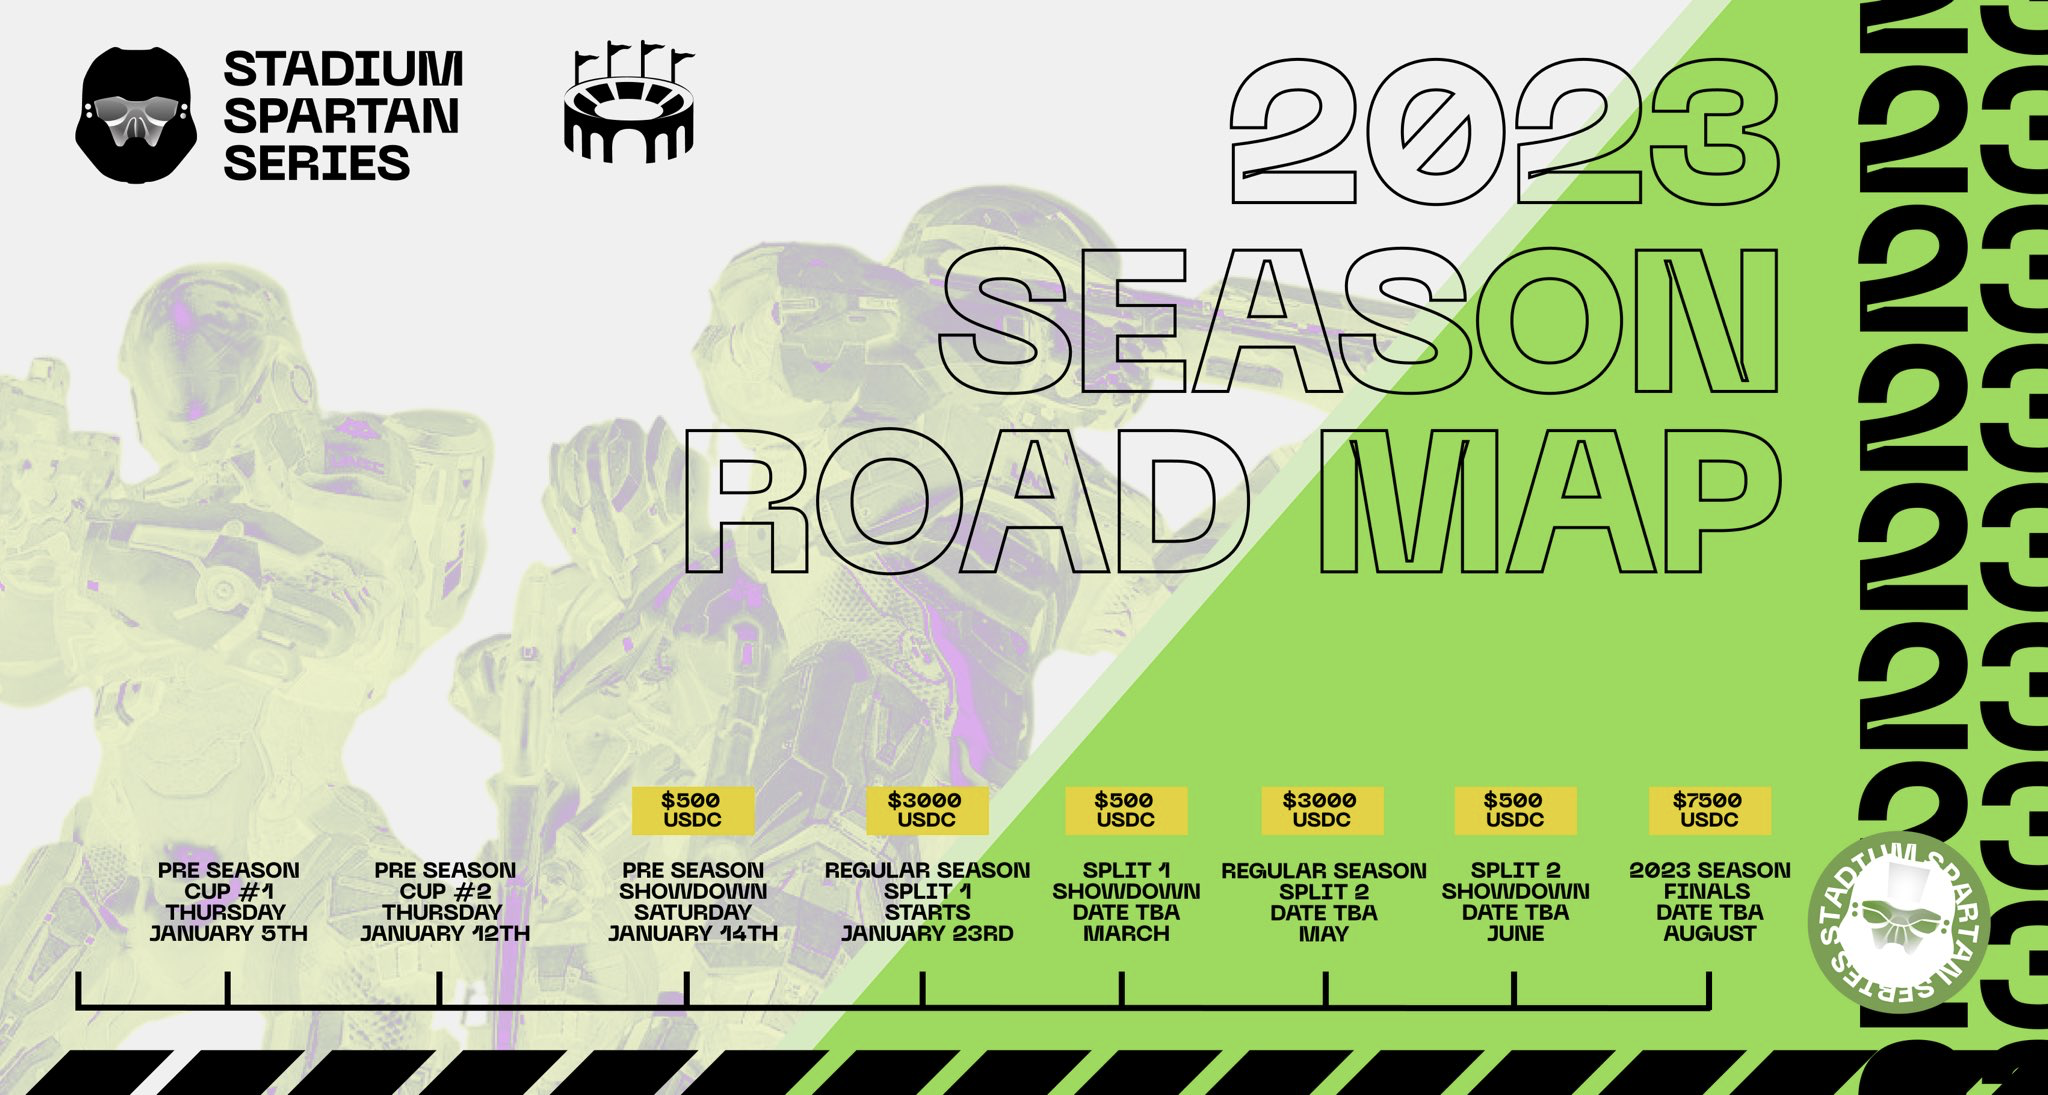 STADIUM
SPARTAN
SERIES
2023
SEASON
ROAD MAP
UNSC
$500
USDC
$3000
USDC
$500
USDC
$3000
USDC
$500
USDC
$7500
USDC
PRE SEASON
CUP #1
THURSDAY
JANUARY 5TH
PRE SEASON
CUP #2
THURSDAY
JANUARY 12TH
PRE SEASON
SHOWDOWN
SATURDAY
JANUARY 14TH
REGULAR SEASON
SPLIT 1
STARTS
JANUARY 23RD
SPLIT 1
SHOWDOWN
DATE TBA
MARCH
REGULAR SEASON
SPLIT 2
DATE TBA
MAY
SPLIT 2
SHOWDOWN
DATE TBA
JUNE
2023 SEASON
FINALS
DATE TBA
AUGUST
STADIUM SPARTAN SERIES